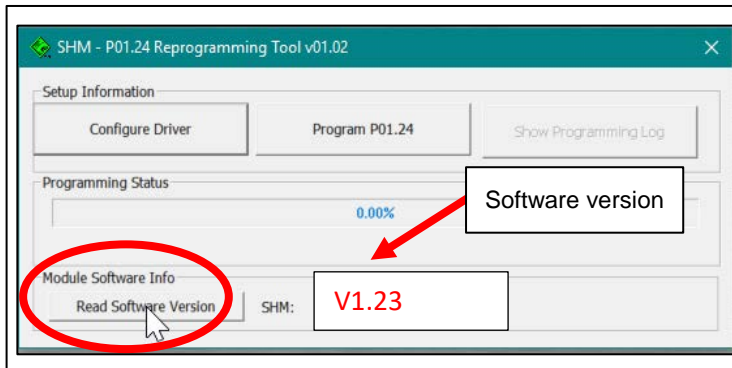 SHM - P01.24 Reprogramming Tool v01.02
Setup Information
Configure Driver
Program P01.24
Show Programming Log
Programming Status
0.00%
Software version
Module Software Info
Read Software Version
SHM:
V1.23